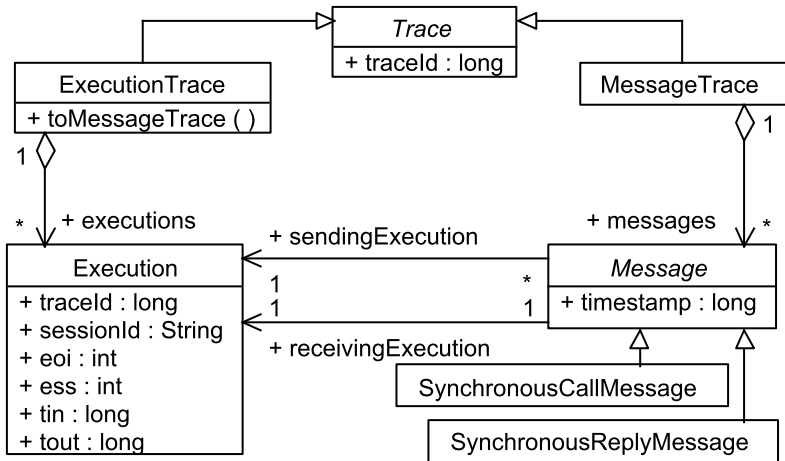 Trace
+ traceId : long
ExecutionTrace
+ toMessageTrace ( )
MessageTrace
1
1
*
+ executions
+ messages
*
+ sendingExecution
Execution
+ traceId : long
+ sessionId : String
+ eoi : int
+ ess : int
+ tin : long
+ tout : long
1
*
1
1
+ receivingExecution
Message
+ timestamp : long
SynchronousCallMessage
SynchronousReplyMessage